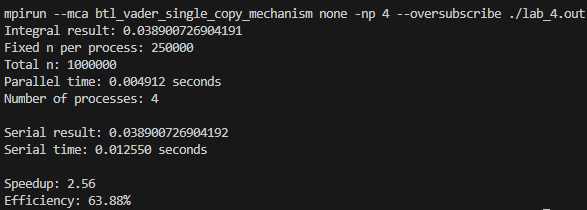 mpirun --mca btl_vader_single_copy_mechanism none -np 4 --oversubscribe ./lab_4.out
Integral result: 0.038900726904191
Fixed n per process: 250000
Total n: 1000000
Parallel time: 0.004912 seconds
Number of processes: 4
Serial result: 0.038900726904192
Serial time: 0.012550 seconds
Speedup: 2.56
Efficiency: 63.88%